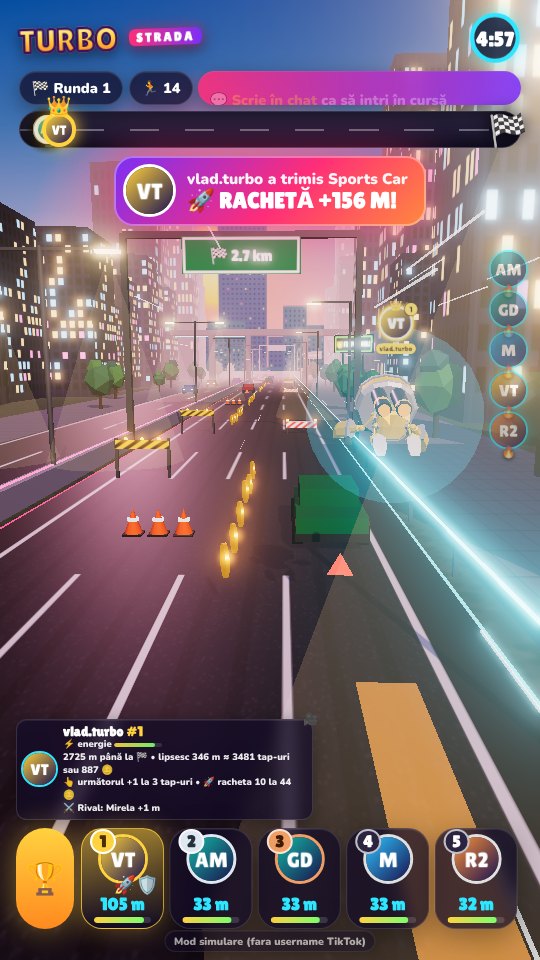 TURBO STRADA
4:57
Runda 1
14
Scrie în chat ca să intri în cursă
VT
VT
vlad.turbo a trimis Sports Car
RACHETĂ +156 M!
2.7 km
AM
GD
M
VT
R2
VT 1
vlad.turbo
VT
vlad.turbo #1
energie
2725 m până la • lipsesc 346 m ≈ 3481 tap-uri
sau 887
următorul +1 la 3 tap-uri • racheta 10 la 44
Rival: Mirela +1 m
1 VT 105 m
2 AM 33 m
3 GD 33 m
4 M 33 m
5 R2 32 m
Mod simulare (fara username TikTok)